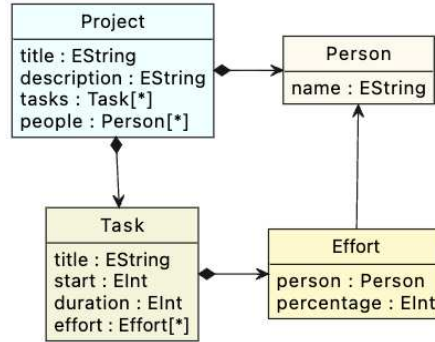 Project
title : EString
description : EString
tasks : Task[*]
people : Person[*]
Person
name : EString
Task
title : EString
start : EInt
duration : EInt
effort : Effort[*]
Effort
person : Person
percentage : EInt